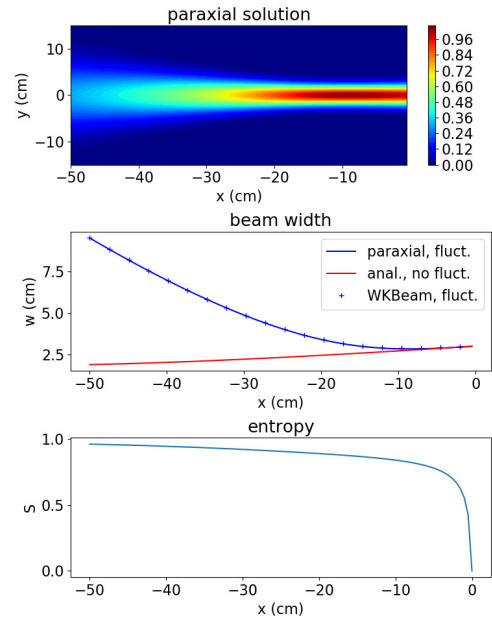 paraxial solution
10
0
−10
y (cm)
−50
−40
−30
−20
−10
x (cm)
0.96
0.84
0.72
0.60
0.48
0.36
0.24
0.12
0.00
beam width
7.5
5.0
2.5
w (cm)
paraxial, fluct.
anal., no fluct.
WKBeam, fluct.
−50
−40
−30
−20
−10
0
x (cm)
entropy
1.0
0.5
0.0
S
−50
−40
−30
−20
−10
0
x (cm)